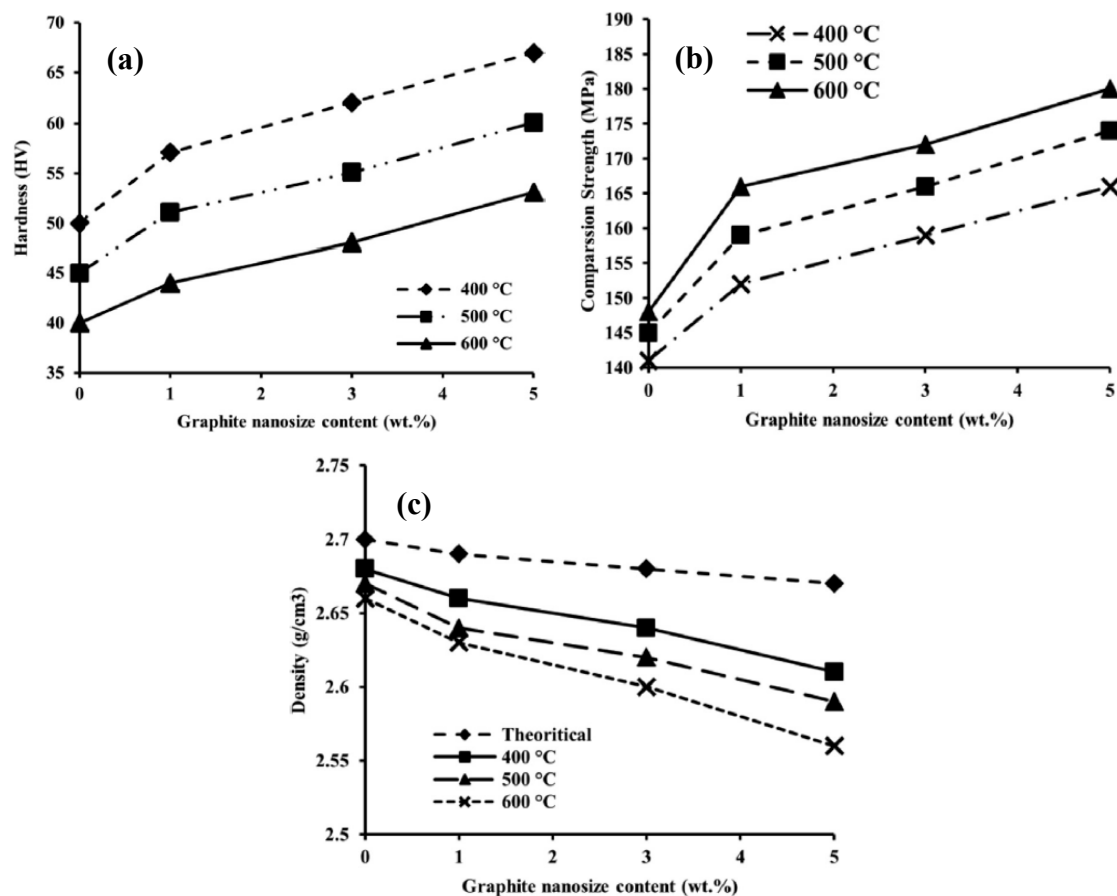 (a)
Hardness (HV)
70
65
60
55
50
45
40
35
400 °C
500 °C
600 °C
0 1 2 3 4 5
Graphite nanosize content (wt.%)
(b)
Comparssion Strength (MPa)
190
185
180
175
170
165
160
155
150
145
140
400 °C
500 °C
600 °C
0 1 2 3 4 5
Graphite nanosize content (wt.%)
(c)
Density (g/cm3)
2.75
2.7
2.65
2.6
2.55
2.5
Theoritical
400 °C
500 °C
600 °C
0 1 2 3 4 5
Graphite nanosize content (wt.%)